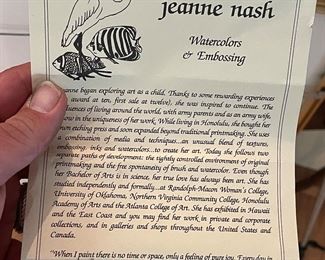 jeanne nash
Watercolors
& Embossing
anne began exploring art as a child. Thanks to some rewarding experiences
award at ten, first sale at twelve), she was inspired to continue. The
uences of living around the world, with army parents and as an army wife,
ow in the uniqueness of her work. While living in Honolulu, she bought her
wn etching press and soon expanded beyond traditional printmaking. She uses
a combination of media and techniques...an unusual blend of textures,
embossing, inky and watercolors...to create her art. Today she follows two
separate paths of development: the tightly controlled environment of original
printmaking and the free spontaneity of brush and watercolor. Even though
her Bachelor of Arts is in science, her true love has always been art. She has
studied independently and formally...at Randolph-Macon Woman's College,
University of Oklahoma, Northern Virginia Community College, Honolulu
Academy of Arts and the Atlanta College of Art. She has exhibited in Hawaii
and the East Coast and you may find her work in private and corporate
collections, and in galleries and shops throughout the United States and
Canada.
"When I paint there is no time or space, only a feeling of pure joy. Every day in